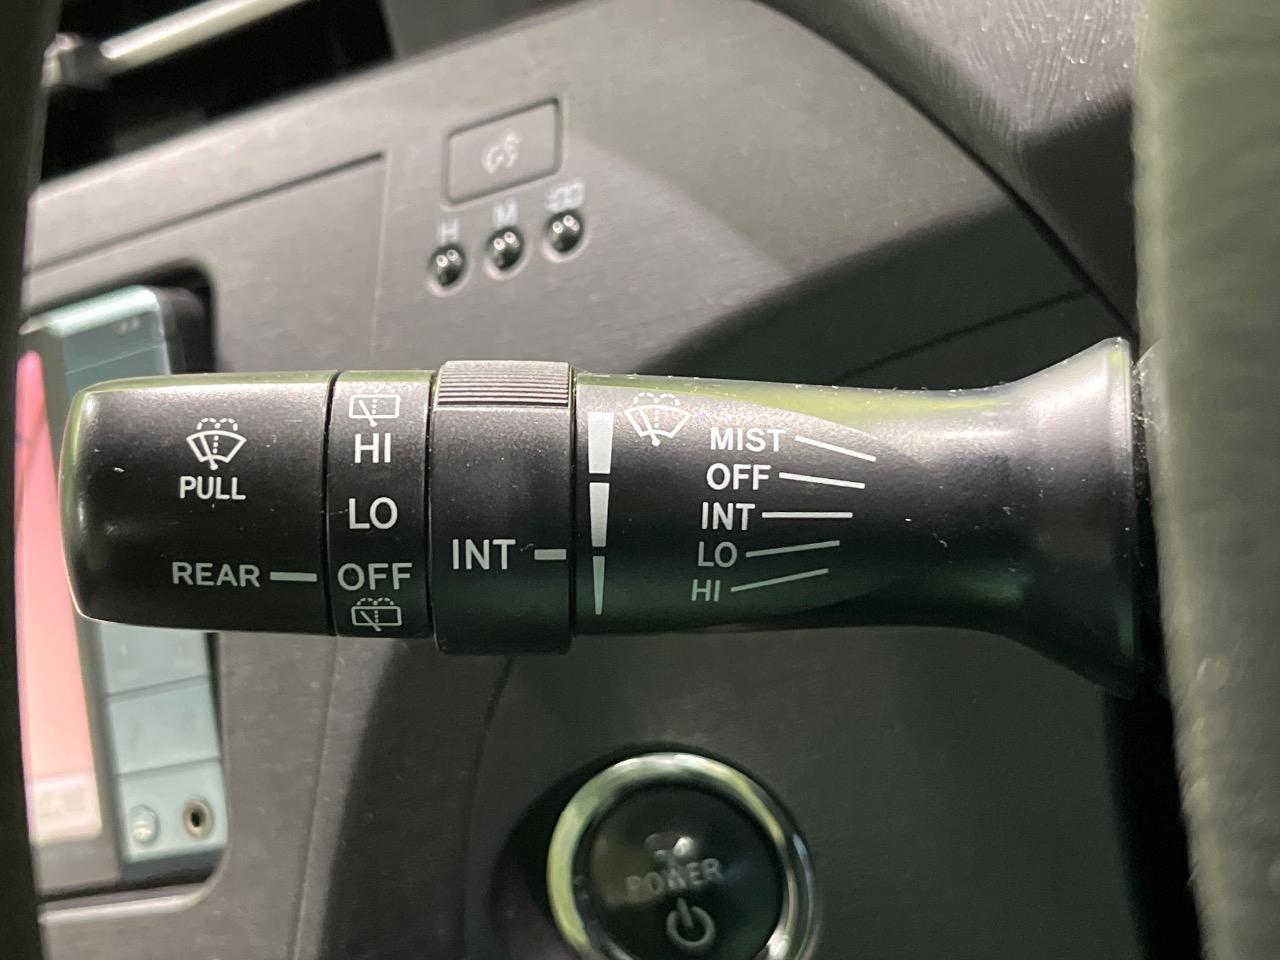 H M
PULL
REAR
HI
LO
OFF
INT
MIST
OFF
INT
LO
HI
POWER